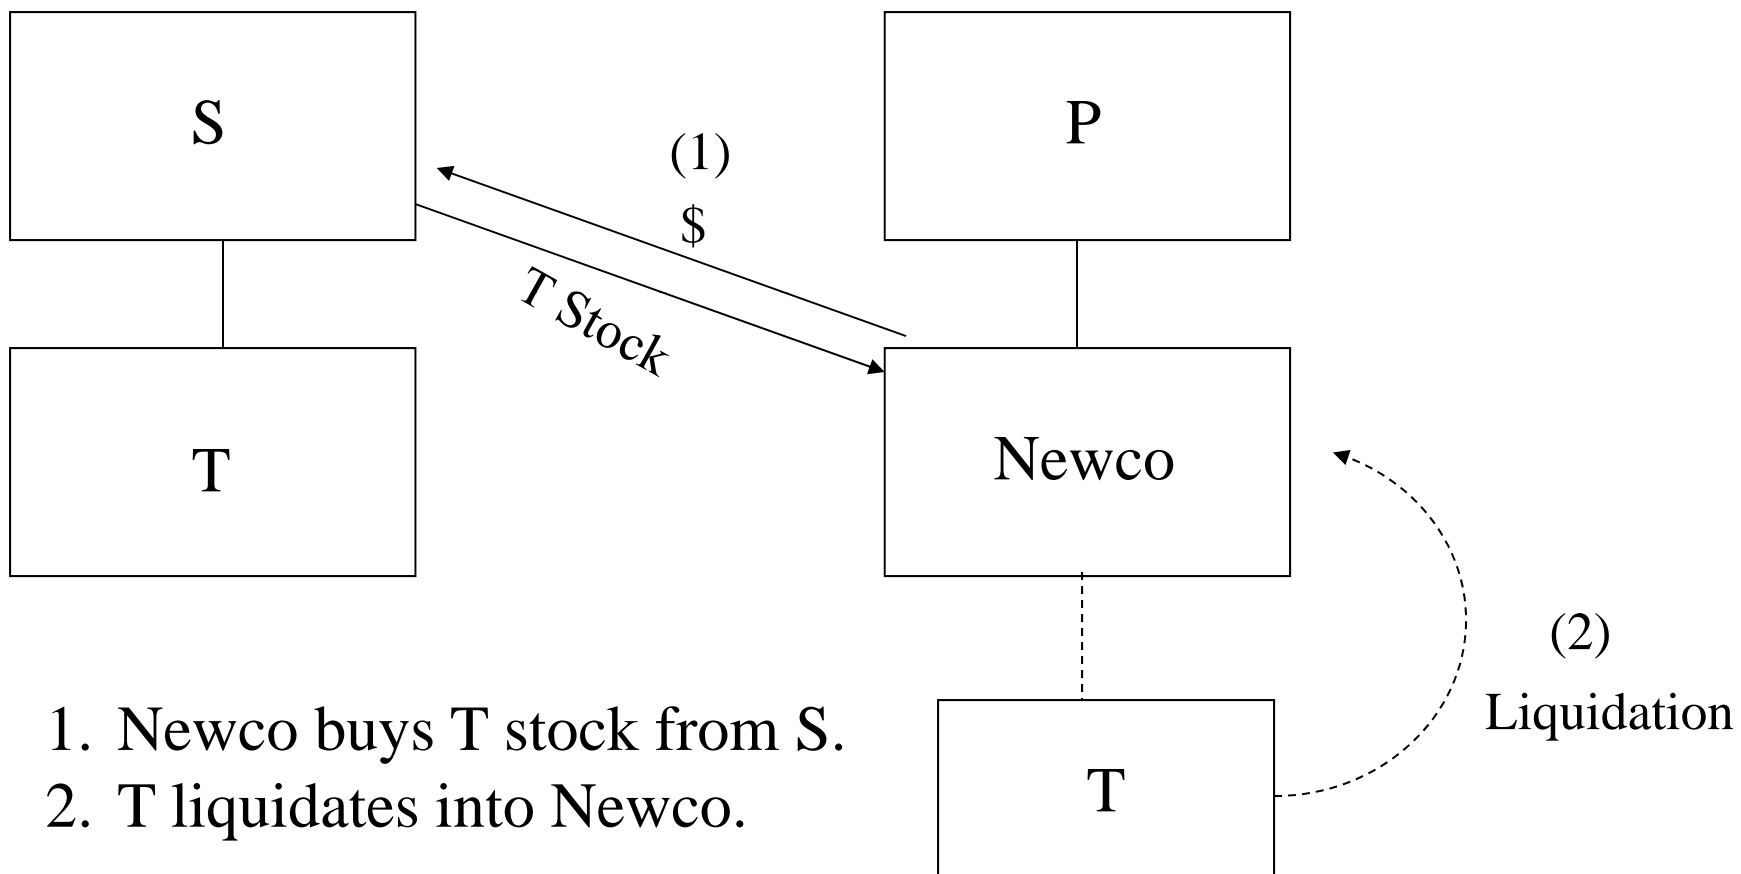 S
P
(1)
$
T Stock
T
Newco
(2)
Liquidation
1. Newco buys T stock from S.
2. T liquidates into Newco.
T